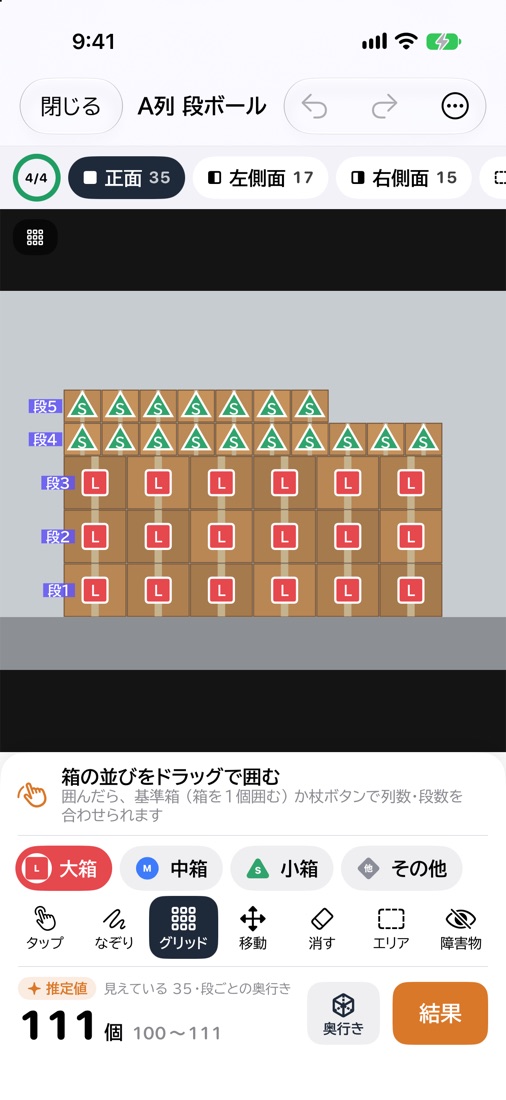 9:41
閉じる A列 段ボール
4/4 正面 35 左側面 17 右側面 15
段5 S S S S S S S
段4 S S S S S S S S S S
段3 L L L L L L
段2 L L L L L L
段1 L L L L L L
箱の並びをドラッグで囲む
囲んだら、基準箱（箱を1個囲む）か杖ボタンで列数・段数を
合わせられます
L 大箱 M 中箱 S 小箱 他 その他
タップ なぞり グリッド 移動 消す エリア 障害物
推定値 見えている 35・段ごとの奥行き
111個 100〜111
奥行き
結果